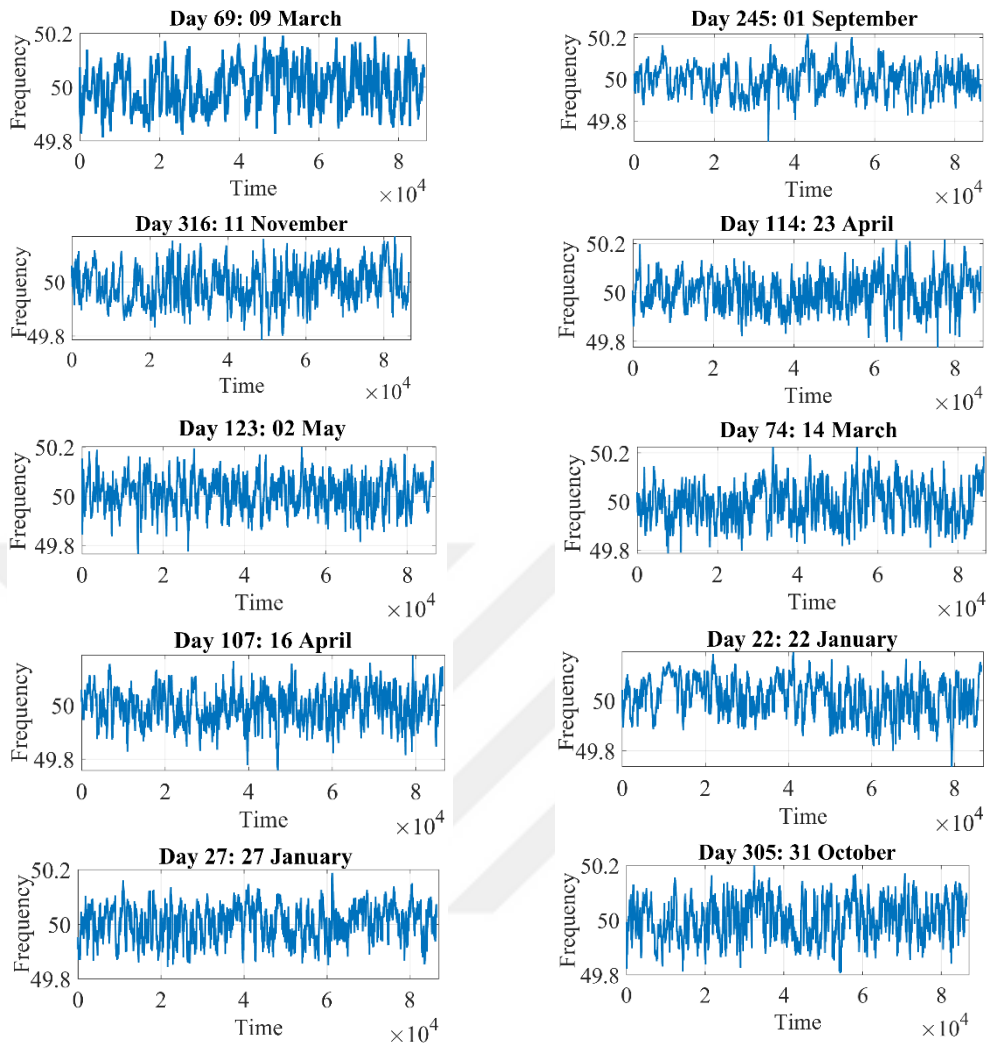 Day 69: 09 March
50.2
50
49.8
Frequency
0 2 4 6 8
×10^4
Time
Day 245: 01 September
50.2
50
49.8
Frequency
0 2 4 6 8
×10^4
Time
Day 316: 11 November
50
49.8
Frequency
0 2 4 6 8
×10^4
Time
Day 114: 23 April
50.2
50
49.8
Frequency
0 2 4 6 8
×10^4
Time
Day 123: 02 May
50.2
50
49.8
Frequency
0 2 4 6 8
×10^4
Time
Day 74: 14 March
50.2
50
49.8
Frequency
0 2 4 6 8
×10^4
Time
Day 107: 16 April
50
49.8
Frequency
0 2 4 6 8
×10^4
Time
Day 22: 22 January
50
49.8
Frequency
0 2 4 6 8
×10^4
Time
Day 27: 27 January
50.2
50
49.8
Frequency
0 2 4 6 8
×10^4
Time
Day 305: 31 October
50.2
50
49.8
Frequency
0 2 4 6 8
×10^4
Time